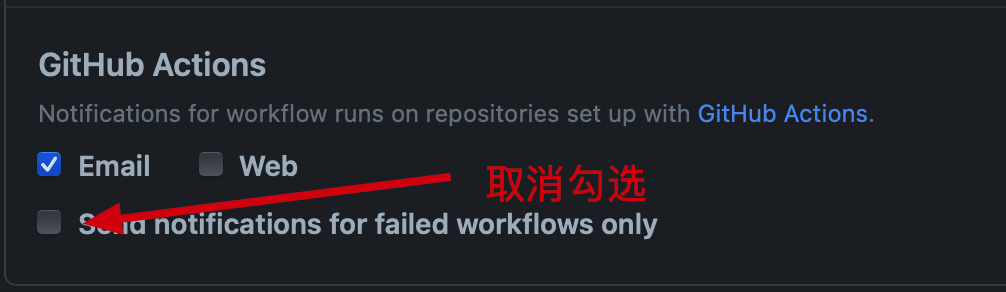 GitHub Actions
Notifications for workflow runs on repositories set up with GitHub Actions.
Email Web
取消勾选
Send notifications for failed workflows only